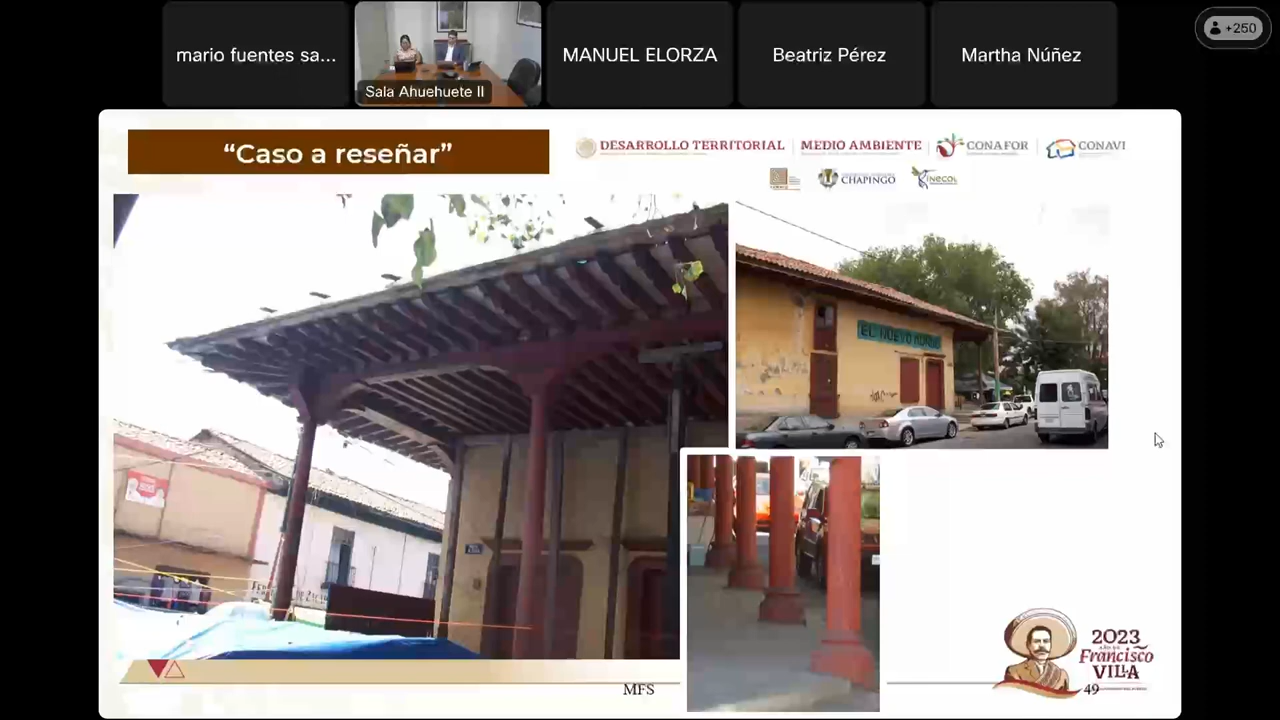 mario fuentes sa...
Sala Ahuehuete II
MANUEL ELORZA
Beatriz Pérez
Martha Núñez
+250
“Caso a reseñar”
DESARROLLO TERRITORIAL
MEDIO AMBIENTE
CONAFOR
CONAVI
CHAPINGO
INECOL
EL NUEVO
MFS
2023
Francisco
VILLA
49